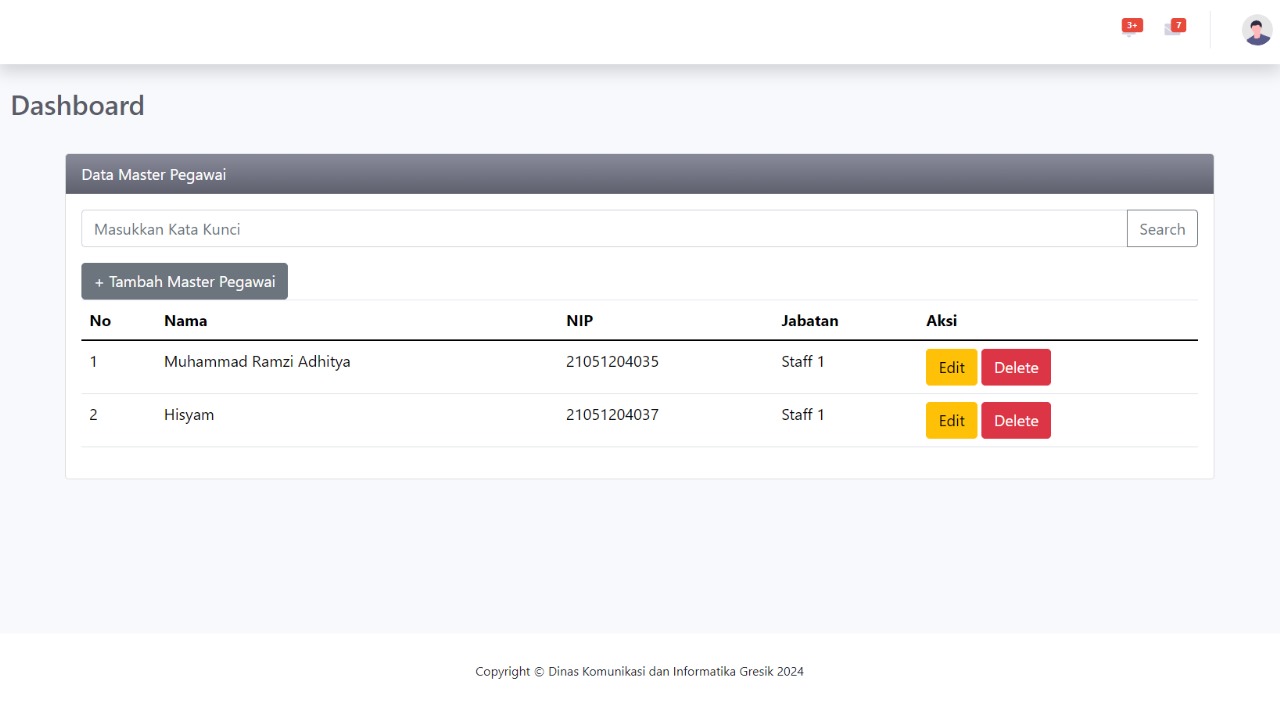 3+ 7
Dashboard
Data Master Pegawai
Masukkan Kata Kunci Search
+ Tambah Master Pegawai
No Nama NIP Jabatan Aksi
1 Muhammad Ramzi Adhitya 21051204035 Staff 1 Edit Delete
2 Hisyam 21051204037 Staff 1 Edit Delete
Copyright © Dinas Komunikasi dan Informatika Gresik 2024